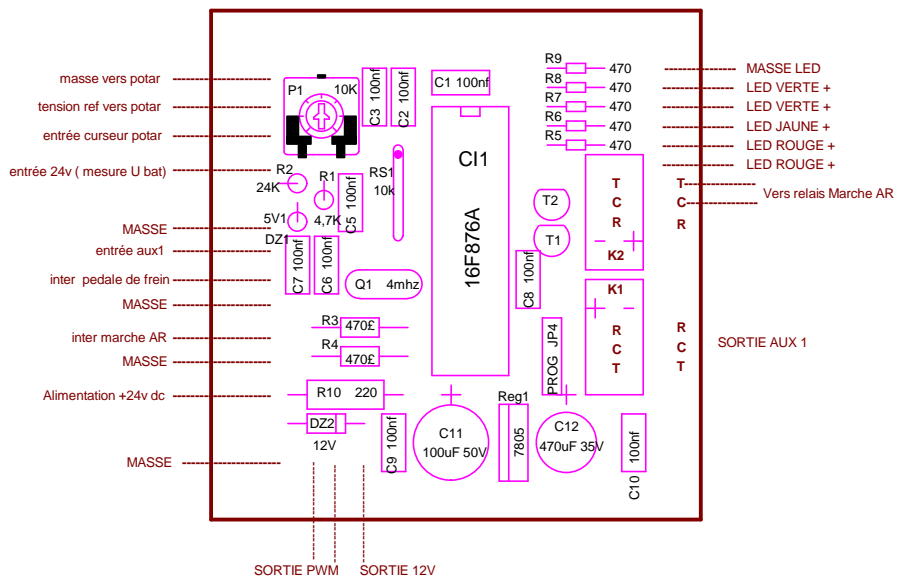 masse vers potar
tension ref vers potar
entrée curseur potar
entrée 24v ( mesure U bat)
MASSE
entrée aux1
inter pedale de frein
MASSE
inter marche AR
MASSE
Alimentation +24v dc
MASSE
P1 10K
C3 100nf
C2 100nf
C1 100nf
R2
24K
R1
4,7K
5V1
DZ1
C5 100nf
RS1
10k
C7 100nf
C6 100nf
Q1 4mhz
R3
470£
R4
470£
R10 220
DZ2
12V
C9 100nf
C11
100uF 50V
CI1
16F876A
Reg1
7805
C12
470uF 35V
C10 100nf
PROG JP4
C8 100nf
T2
T1
R9 470
R8 470
R7 470
R6 470
R5 470
T
C
R
- +
K2
K1
+ -
R
C
T
T
C
R
R
C
T
MASSE LED
LED VERTE +
LED VERTE +
LED JAUNE +
LED ROUGE +
LED ROUGE +
Vers relais Marche AR
SORTIE AUX 1
SORTIE PWM
SORTIE 12V